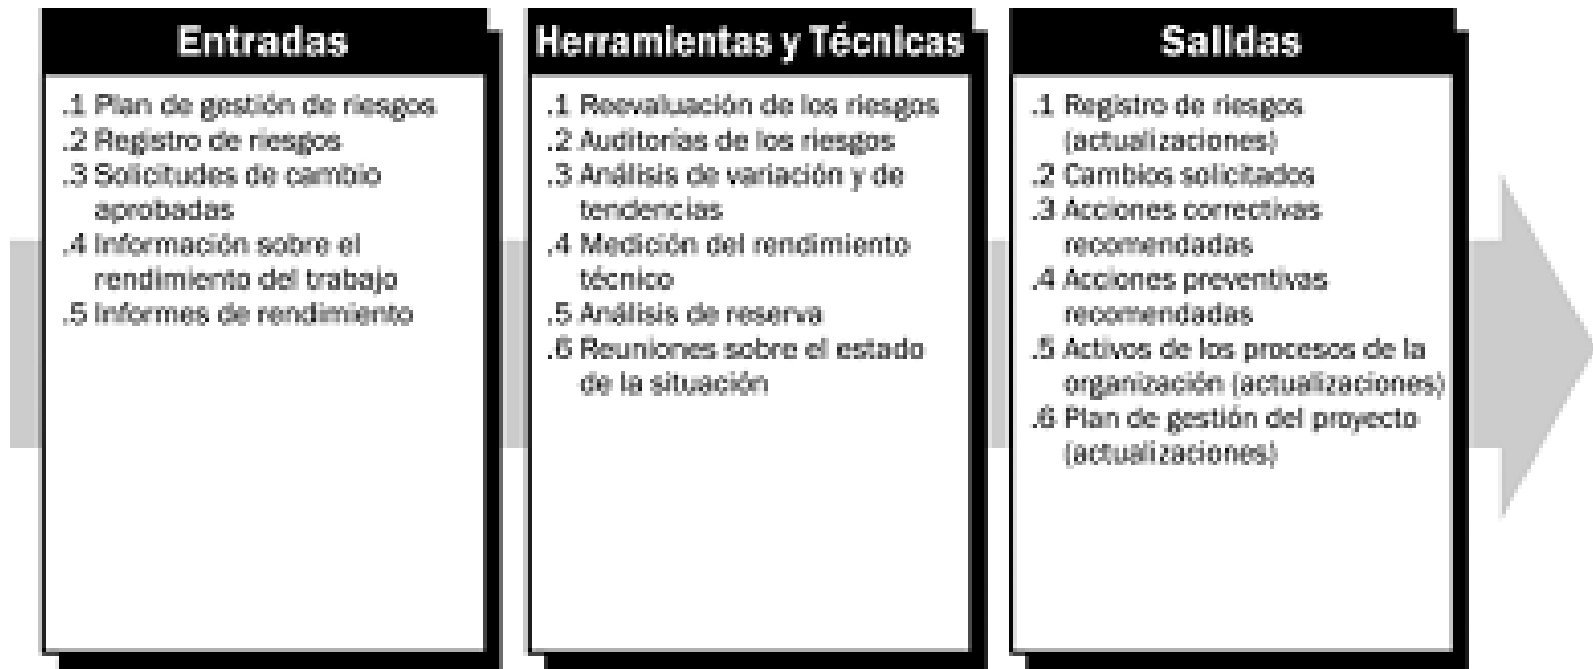 Entradas
.1 Plan de gestión de riesgos
.2 Registro de riesgos
.3 Solicitudes de cambio
aprobadas
.4 Información sobre el
rendimiento del trabajo
.5 Informes de rendimiento
Herramientas y Técnicas
.1 Reevaluación de los riesgos
.2 Auditorías de los riesgos
.3 Análisis de variación y de
tendencias
.4 Medición del rendimiento
técnico
.5 Análisis de reserva
.6 Reuniones sobre el estado
de la situación
Salidas
.1 Registro de riesgos
(actualizaciones)
.2 Cambios solicitados
.3 Acciones correctivas
recomendadas
.4 Acciones preventivas
recomendadas
.5 Activos de los procesos de la
organización (actualizaciones)
.6 Plan de gestión del proyecto
(actualizaciones)